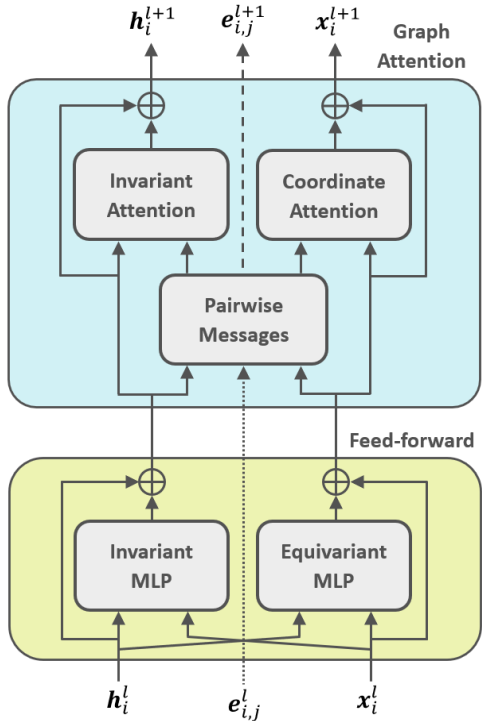 h_i^{l+1} e_{i,j}^{l+1} x_i^{l+1}
Graph
Attention
Invariant
Attention
Coordinate
Attention
Pairwise
Messages
Feed-forward
Invariant
MLP
Equivariant
MLP
h_i^l e_{i,j}^l x_i^l